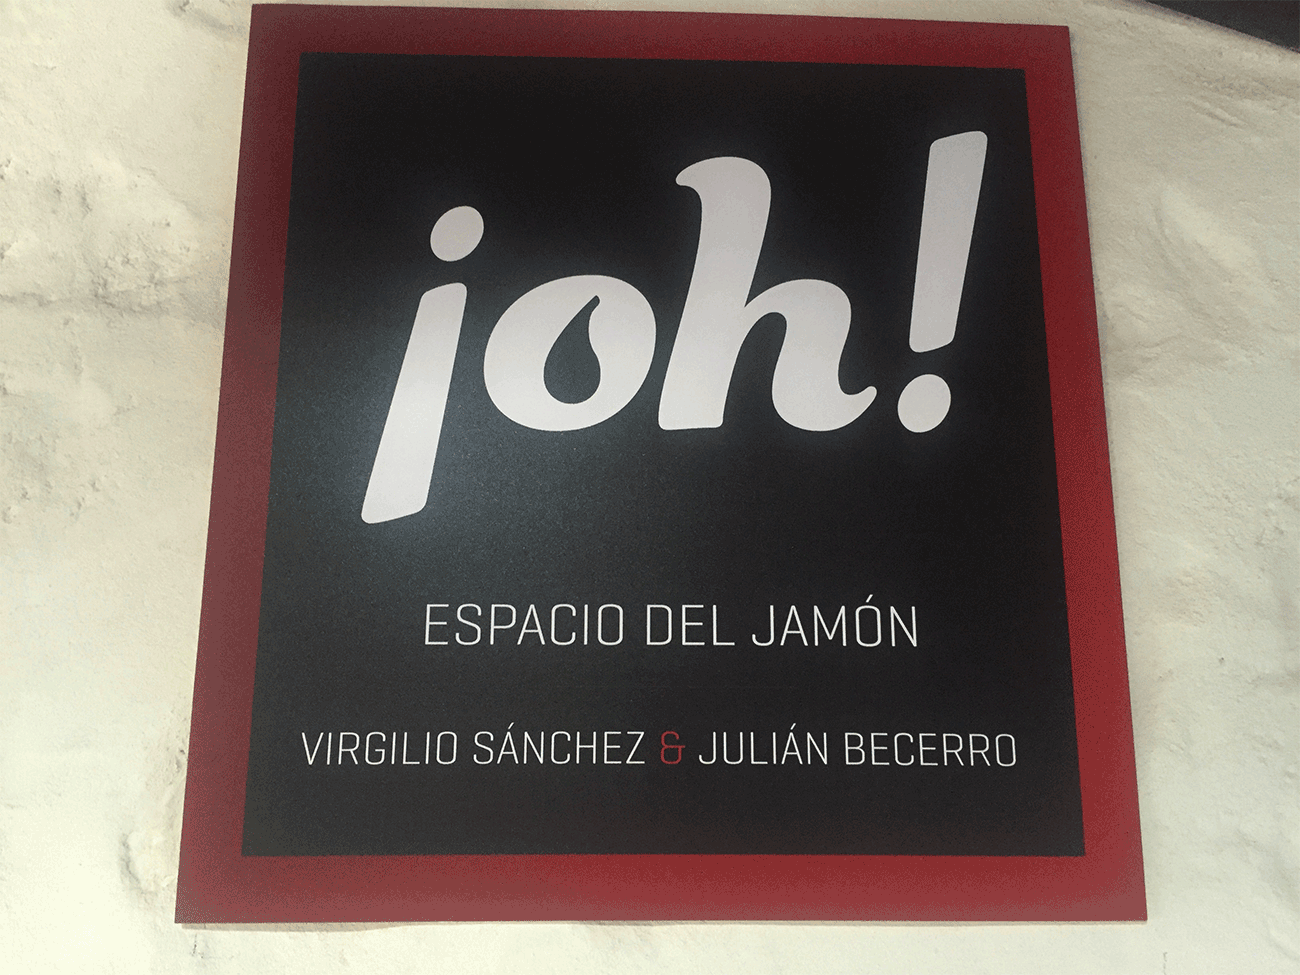 ¡oh!
ESPACIO DEL JAMÓN
VIRGILIO SÁNCHEZ & JULIÁN BECERRO